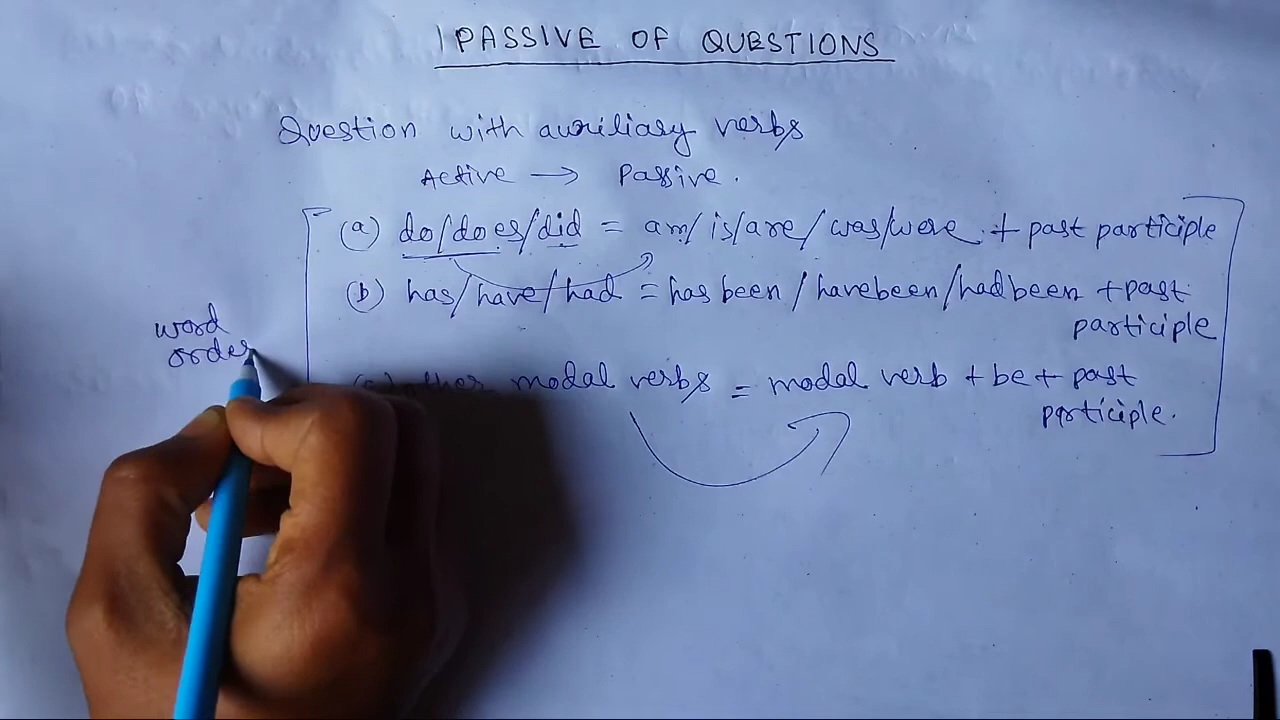 PASSIVE OF QUESTIONS
Question with auxiliary verbs
Active → Passive.
(a) do/does/did = am/is/are/was/were + past participle
(b) has/have/had = has been/have been/had been + past
participle
word
order
other modal verbs = modal verb + be + past
participle.